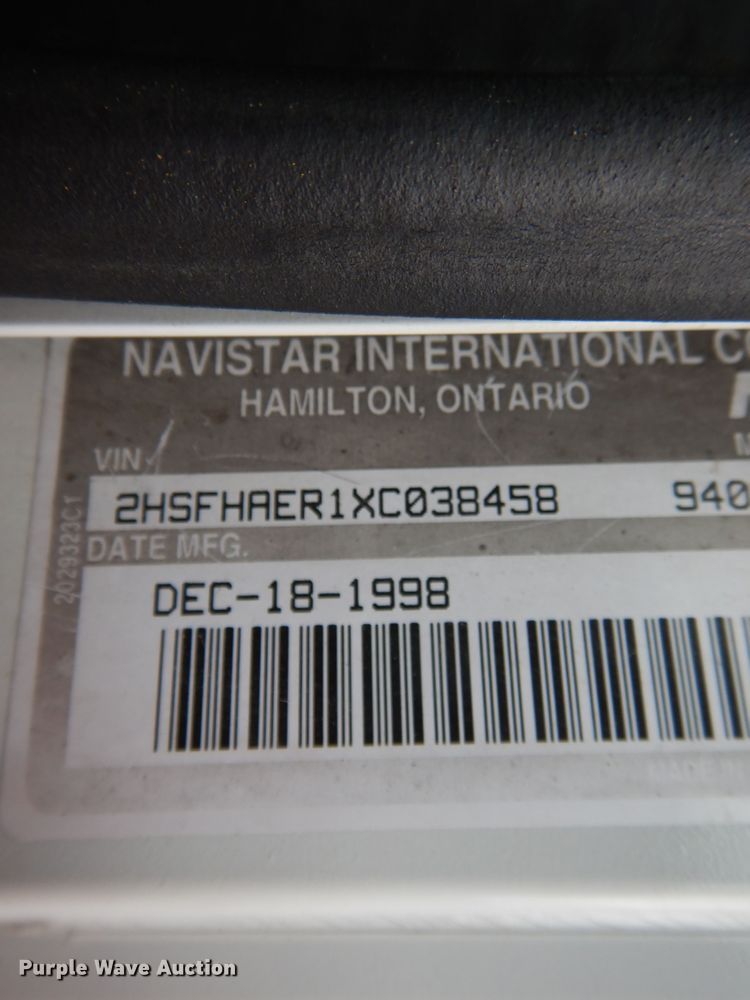 NAVISTAR INTERNATIONAL
HAMILTON, ONTARIO
VIN
2HSFHAER1XC038458 940
DATE MFG.
DEC-18-1998
2029323C1
Purple Wave Auction